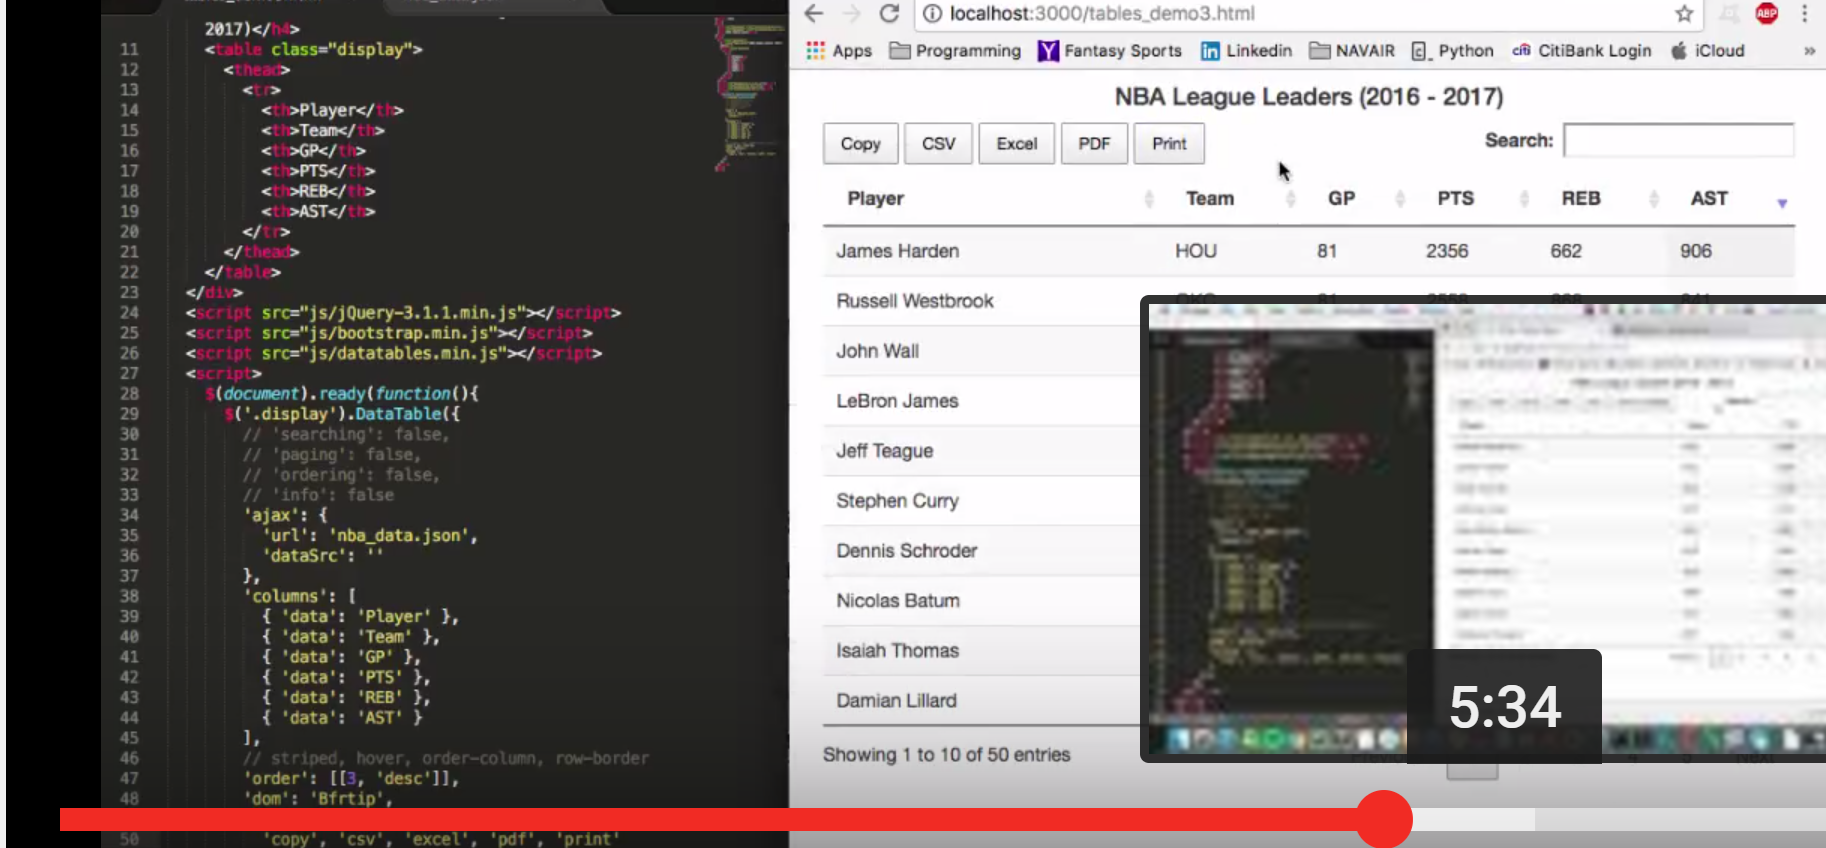 2017)</h4>
11 <table class="display">
12 <thead>
13 <tr>
14 <th>Player</th>
15 <th>Team</th>
16 <th>GP</th>
17 <th>PTS</th>
18 <th>REB</th>
19 <th>AST</th>
20 </tr>
21 </thead>
22 </table>
23 </div>
24 <script src="js/jQuery-3.1.1.min.js"></script>
25 <script src="js/bootstrap.min.js"></script>
26 <script src="js/datatables.min.js"></script>
27 <script>
28 $(document).ready(function(){
29 $('.display').DataTable({
30 // 'searching': false,
31 // 'paging': false,
32 // 'ordering': false,
33 // 'info': false
34 'ajax': {
35 'url': 'nba_data.json',
36 'dataSrc': ''
37 },
38 'columns': [
39 { 'data': 'Player' },
40 { 'data': 'Team' },
41 { 'data': 'GP' },
42 { 'data': 'PTS' },
43 { 'data': 'REB' },
44 { 'data': 'AST' }
45 ],
46 // striped, hover, order-column, row-border
47 'order': [[3, 'desc']],
48 'dom': 'Bfrtip',
50 'copy', 'csv', 'excel', 'pdf', 'print'
localhost:3000/tables_demo3.html
ABP
Apps Programming Fantasy Sports Linkedin NAVAIR Python citi CitiBank Login iCloud »
NBA League Leaders (2016 - 2017)
Copy CSV Excel PDF Print Search:
Player Team GP PTS REB AST
James Harden HOU 81 2356 662 906
Russell Westbrook
John Wall
LeBron James
Jeff Teague
Stephen Curry
Dennis Schroder
Nicolas Batum
Isaiah Thomas
Damian Lillard
Showing 1 to 10 of 50 entries
5:34